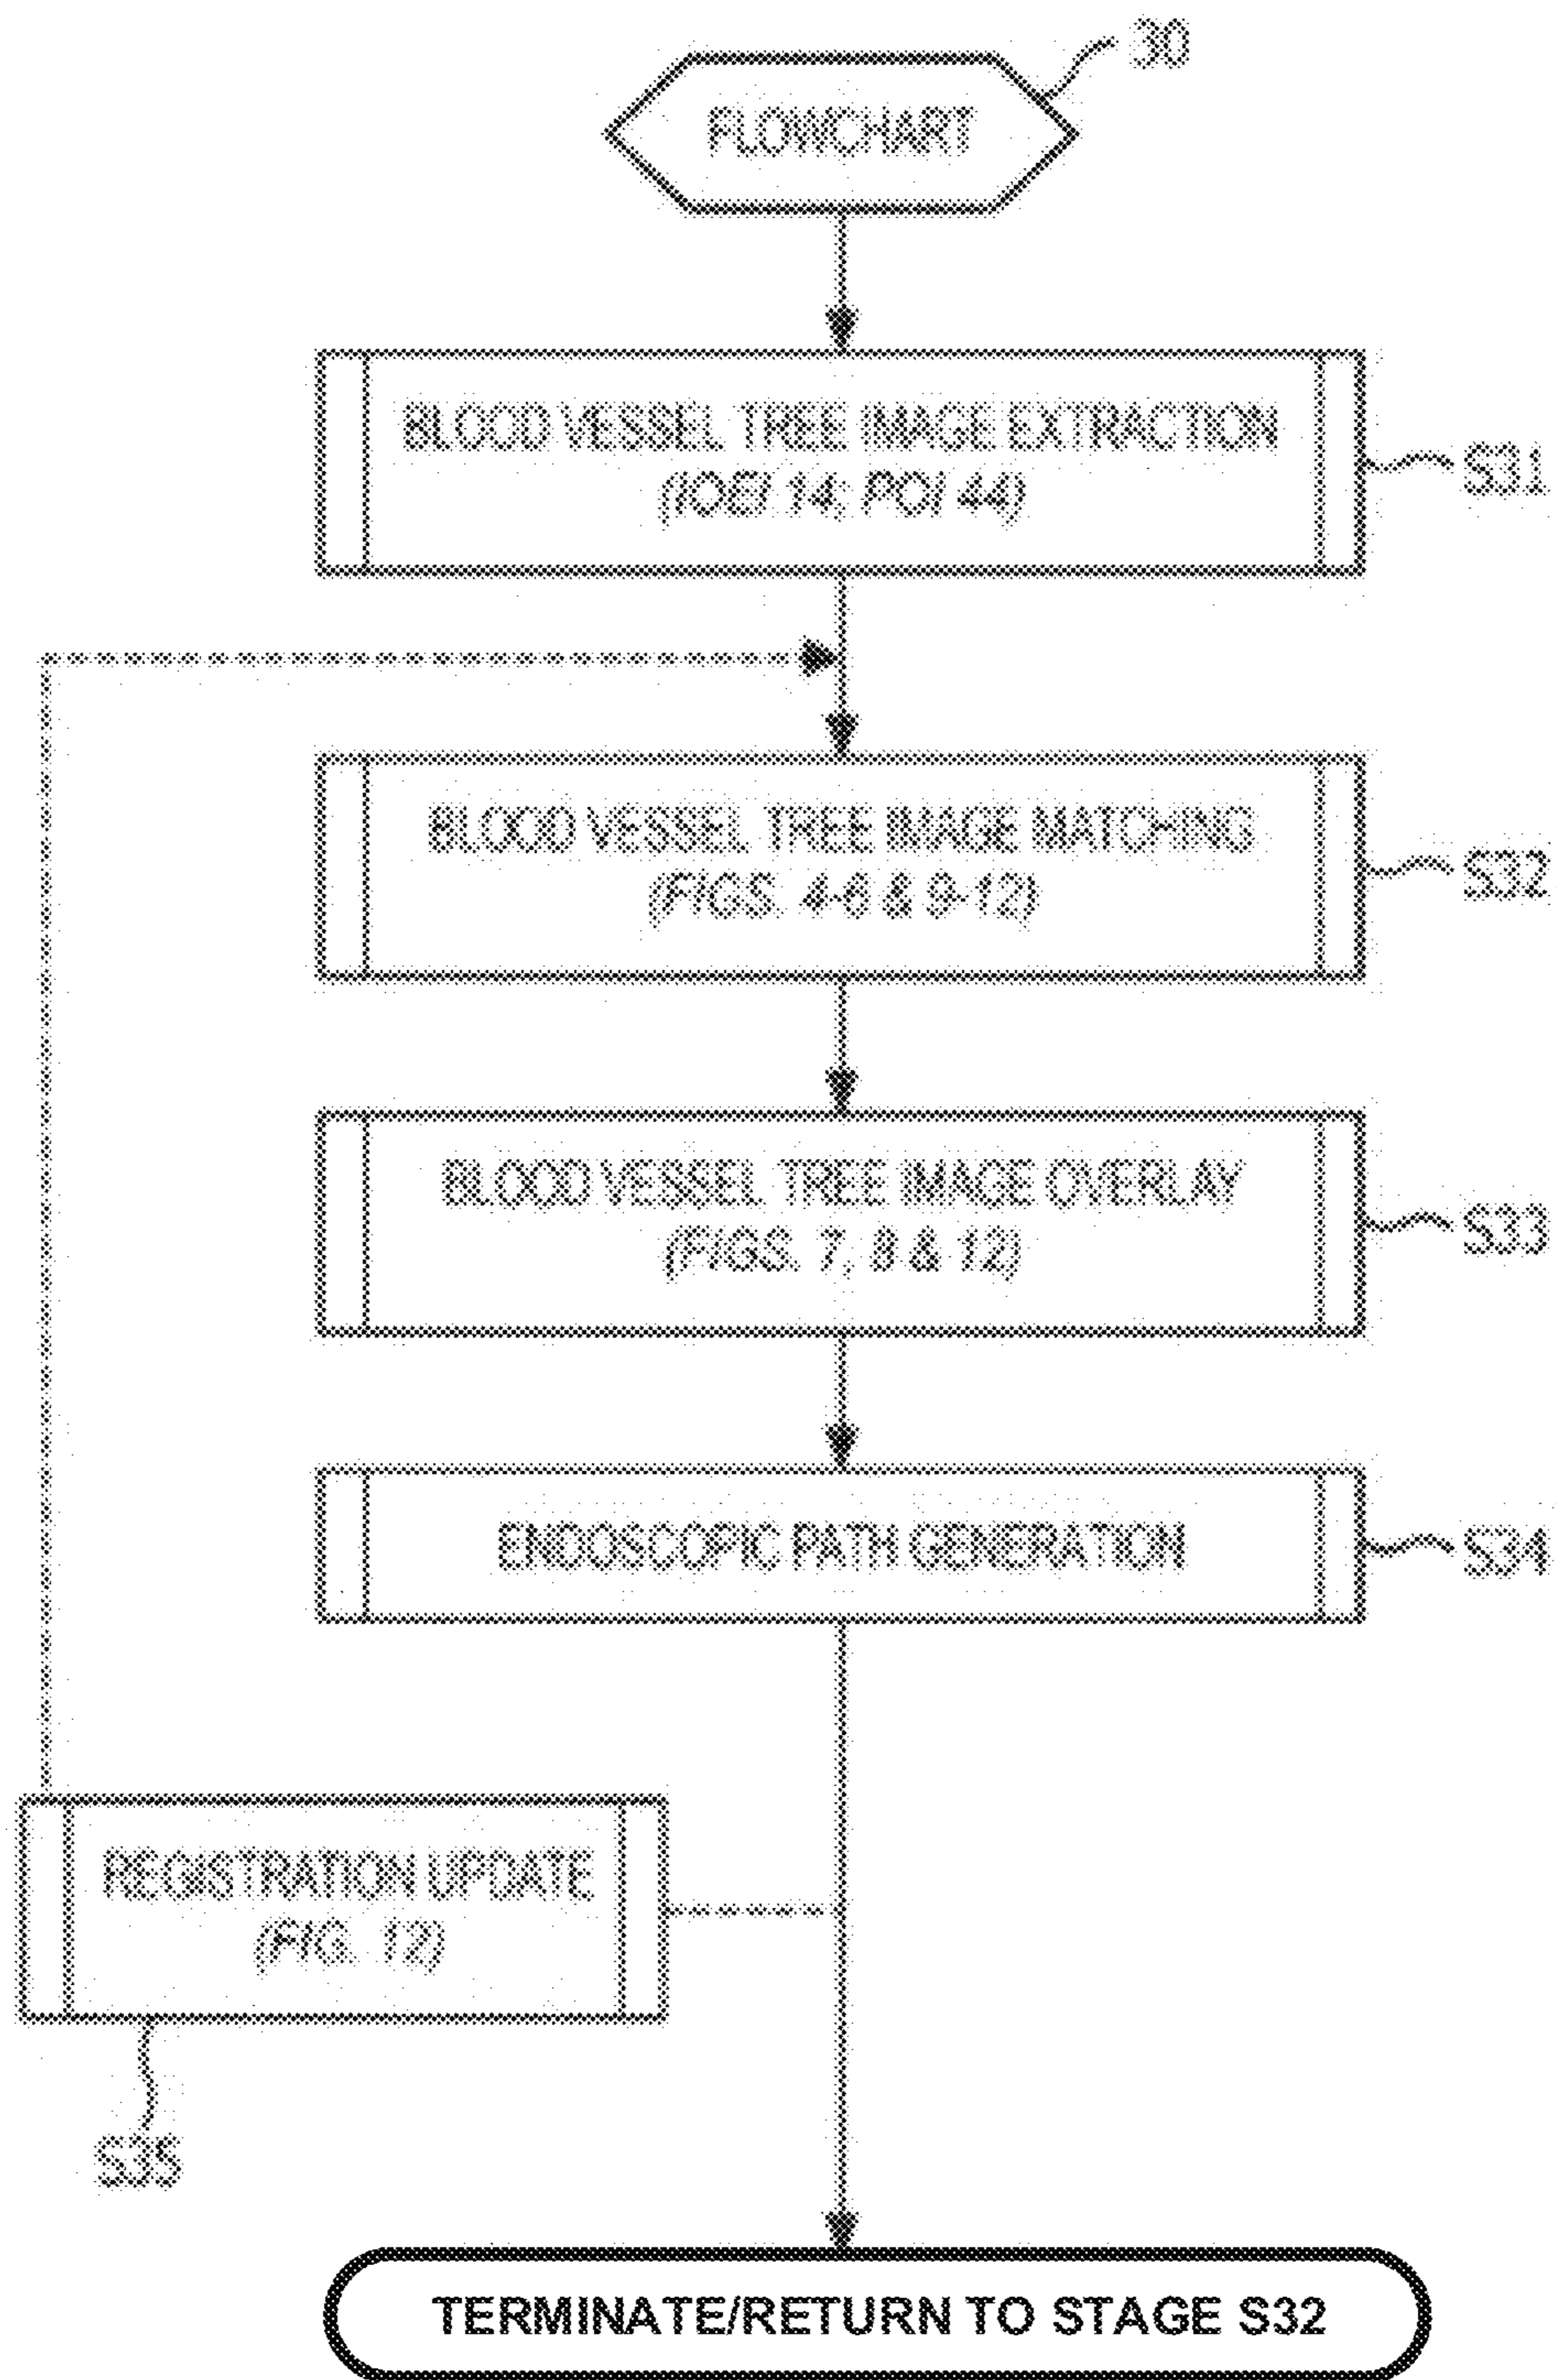 30
FLOWCHART
BLOOD VESSEL TREE IMAGE EXTRACTION
(IOEI 14; POI 44)
S31
BLOOD VESSEL TREE IMAGE MATCHING
(FIGS. 4-6 & 9-12)
S32
BLOOD VESSEL TREE IMAGE OVERLAY
(FIGS. 7, 8 & 12)
S33
ENDOSCOPIC PATH GENERATION
S34
REGISTRATION UPDATE
(FIG. 12)
S35
TERMINATE/RETURN TO STAGE S32